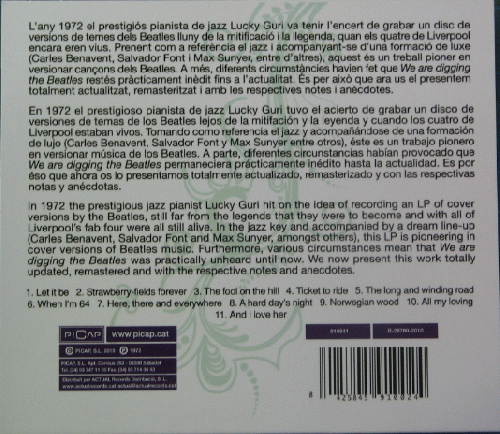 L'any 1972 el prestigiós pianista de jazz Lucky Guri va tenir l'encert de grabar un disc de
versions de temes dels Beatles lluny de la mitificació i la legenda, quan els quatre de Liverpool
encara eren vius. Prenent com a referència el jazz i acompanyant-se d'una formació de luxe
(Carles Benavent, Salvador Font i Max Sunyer, entre d'altres), aquest es un treball pioner en
versionar cançons dels Beatles. A més, diferents circumstàncies havien fet que We are digging
the Beatles restés pràcticament inèdit fins a l'actualitat. Es per això que ara us el presentem
totalment actualitzat, remasteritzat i amb les respectives notes i anècdotes.
En 1972 el prestigioso pianista de jazz Lucky Guri tuvo el acierto de grabar un disco de
versiones de temas de los Beatles lejos de la mitifación y la leyenda y cuando los cuatro de
Liverpool estaban vivos. Tomando como referencia el jazz y acompañándose de una formación
de lujo (Carles Benavent, Salvador Font y Max Sunyer entre otros), éste es un trabajo pionero
en versionar música de los Beatles. A parte, diferentes circunstancias habían provocado que
We are digging the Beatles permaneciera prácticamente inédito hasta la actualidad. Es por
éso que ahora os lo presentamos totalmente actualizado, remasterizado y con las respectivas
notas y anécdotas.
In 1972 the prestigious jazz pianist Lucky Guri hit on the idea of recording an LP of cover
versions by the Beatles, still far from the legends that they were to become and with all of
Liverpool's fab four were all still alive. In the jazz key and accompanied by a dream line-up
(Carles Benavent, Salvador Font and Max Sunyer, amongst others), this LP is pioneering in
cover versions of Beatles music. Furthermore, various circumstances mean that We are
digging the Beatles was practically unheard until now. We now present this work totally
updated, remastered and with the respective notes and anecdotes.
1. Let it be 2. Strawberry-fields forever 3. The fool on the hill 4. Ticket to ride 5. The long and winding road
6. When I'm 64 7. Here, there and everywhere 8. A hard's day night 9. Norwegian wood 10. All my loving
11. And i love her
PICAP www.picap.cat
PICAP, S.L. 2010 1972
Distribuït per ACTUAL Records Distribució, S.L.
8 425845 910024